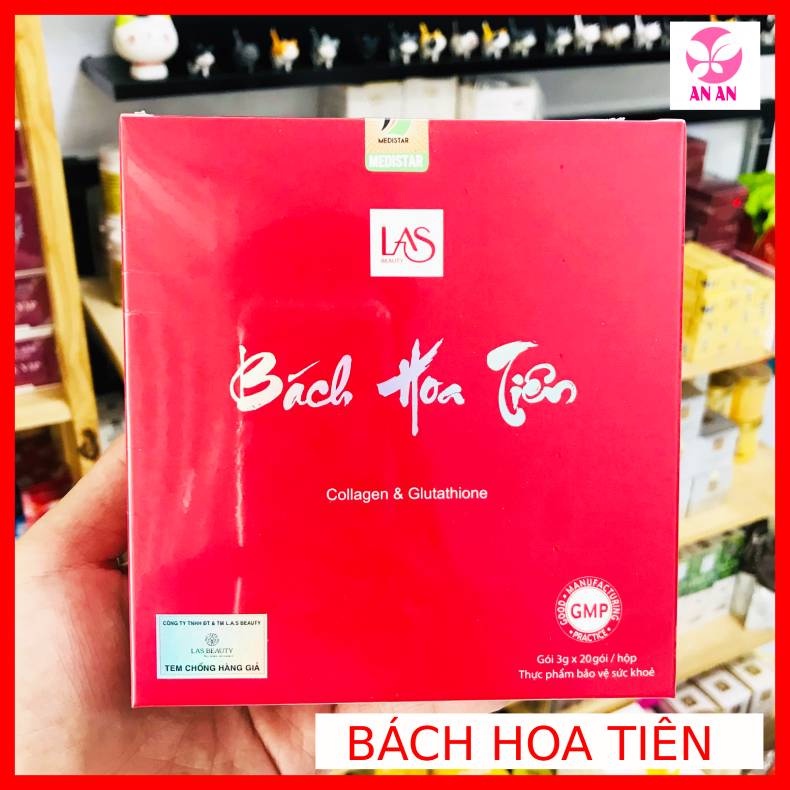 AN AN
MEDISTAR
MEDISTAR
LAS
BEAUTY
Bách Hoa Tiên
Collagen & Glutathione
GOOD MANUFACTURING PRACTICE
GMP
CÔNG TY TNHH ĐT & TM L.A.S BEAUTY
LAS BEAUTY
TEM CHỐNG HÀNG GIẢ
Gói 3g x 20gói / hộp
Thực phẩm bảo vệ sức khoẻ
BÁCH HOA TIÊN